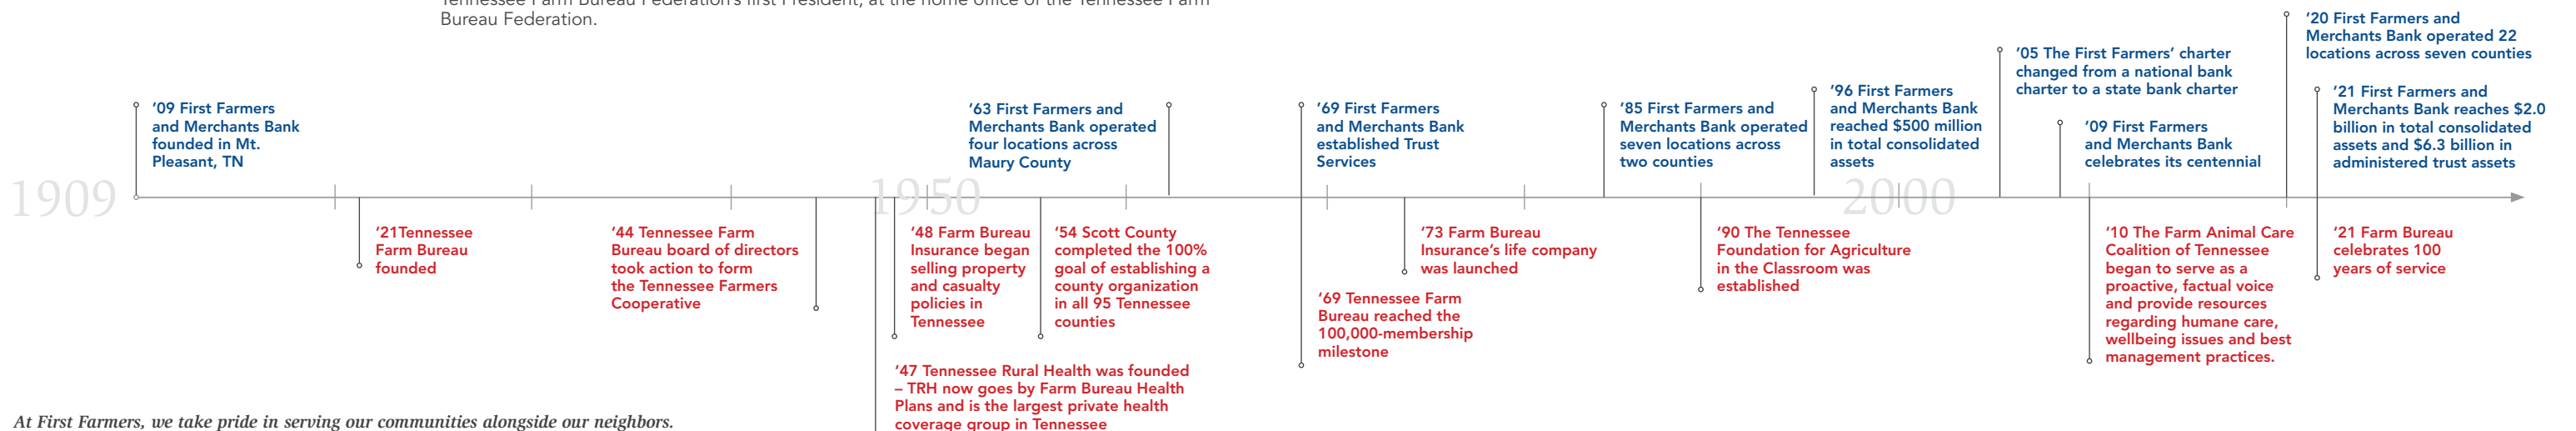 Tennessee Farm Bureau Federation's first President, at the home office of the Tennessee Farm
Bureau Federation.
'09 First Farmers
and Merchants Bank
founded in Mt.
Pleasant, TN
'63 First Farmers and
Merchants Bank operated
four locations across
Maury County
'69 First Farmers
and Merchants Bank
established Trust
Services
'85 First Farmers and
Merchants Bank operated
seven locations across
two counties
'96 First Farmers
and Merchants Bank
reached $500 million
in total consolidated
assets
'05 The First Farmers' charter
changed from a national bank
charter to a state bank charter
'09 First Farmers
and Merchants Bank
celebrates its centennial
'20 First Farmers and
Merchants Bank operated 22
locations across seven counties
'21 First Farmers and
Merchants Bank reaches $2.0
billion in total consolidated
assets and $6.3 billion in
administered trust assets
1909
1950
2000
'21Tennessee
Farm Bureau
founded
'44 Tennessee Farm
Bureau board of directors
took action to form
the Tennessee Farmers
Cooperative
'48 Farm Bureau
Insurance began
selling property
and casualty
policies in
Tennessee
'54 Scott County
completed the 100%
goal of establishing a
county organization
in all 95 Tennessee
counties
'47 Tennessee Rural Health was founded
– TRH now goes by Farm Bureau Health
Plans and is the largest private health
coverage group in Tennessee
'69 Tennessee Farm
Bureau reached the
100,000-membership
milestone
'73 Farm Bureau
Insurance's life company
was launched
'90 The Tennessee
Foundation for Agriculture
in the Classroom was
established
'10 The Farm Animal Care
Coalition of Tennessee
began to serve as a
proactive, factual voice
and provide resources
regarding humane care,
wellbeing issues and best
management practices.
'21 Farm Bureau
celebrates 100
years of service
At First Farmers, we take pride in serving our communities alongside our neighbors.